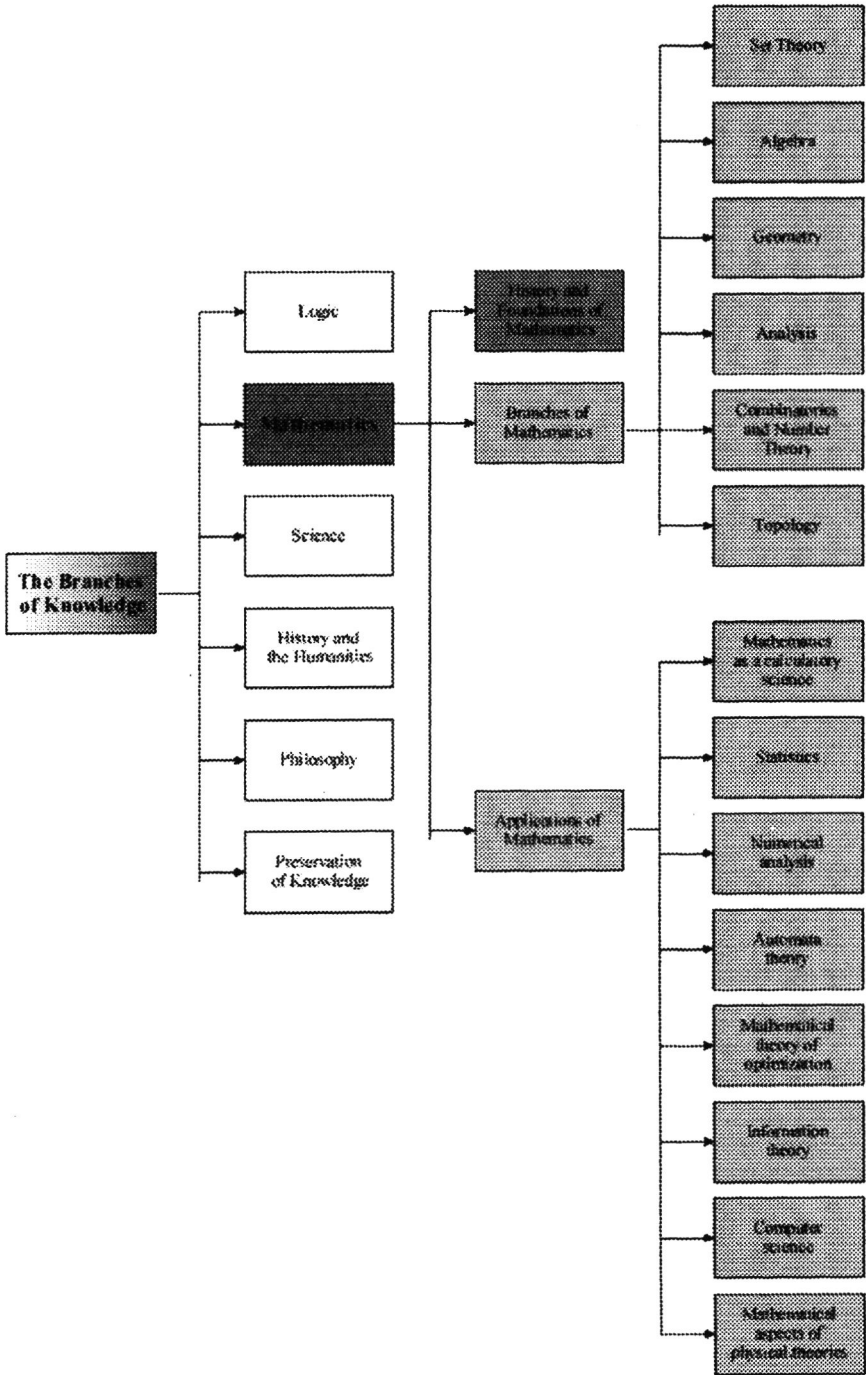 The Branches
of Knowledge
Logic
Mathematics
Science
History and
the Humanities
Philosophy
Preservation
of Knowledge
History and
Foundations of
Mathematics
Branches of
Mathematics
Applications of
Mathematics
Set Theory
Algebra
Geometry
Analysis
Combinatorics
and Number
Theory
Topology
Mathematics
as a calculatory
science
Statistics
Numerical
analysis
Automata
theory
Mathematical
theory of
optimization
Information
theory
Computer
science
Mathematical
aspects of
physical theories